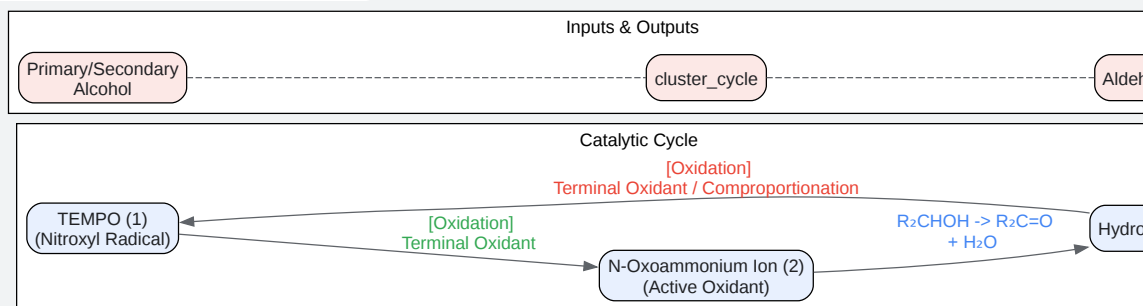 Inputs & Outputs
Primary/Secondary
Alcohol
cluster_cycle
Catalytic Cycle
[Oxidation]
Terminal Oxidant / Comproportionation
TEMPO (1)
(Nitroxyl Radical)
[Oxidation]
Terminal Oxidant
R₂CHOH -> R₂C=O
+ H₂O
N-Oxoammonium Ion (2)
(Active Oxidant)